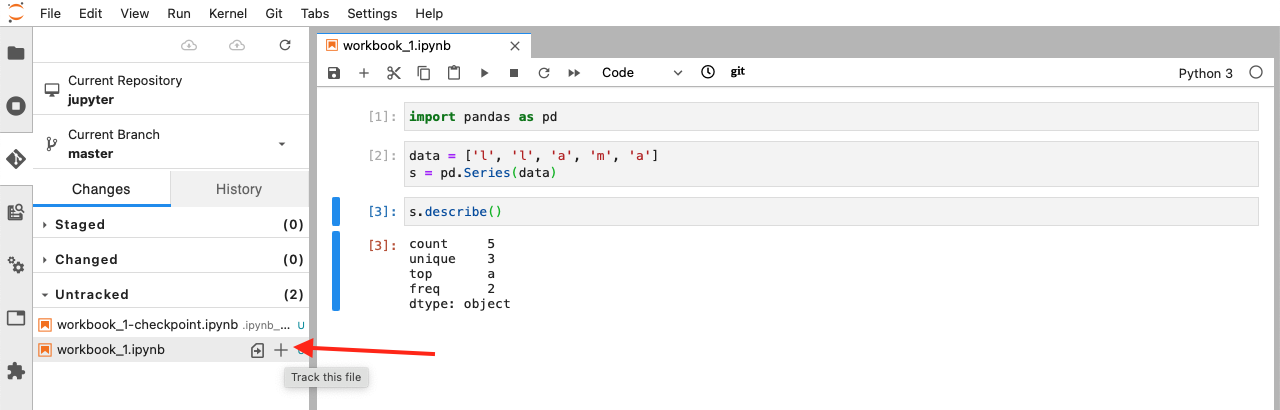 File Edit View Run Kernel Git Tabs Settings Help
Current Repository
jupyter
Current Branch
master
Changes History
Staged (0)
Changed (0)
Untracked (2)
workbook_1-checkpoint.ipynb .ipynb_... U
workbook_1.ipynb
Track this file
workbook_1.ipynb
Code git Python 3
[1]: import pandas as pd
[2]: data = ['l', 'l', 'a', 'm', 'a']
s = pd.Series(data)
[3]: s.describe()
[3]: count 5
unique 3
top a
freq 2
dtype: object